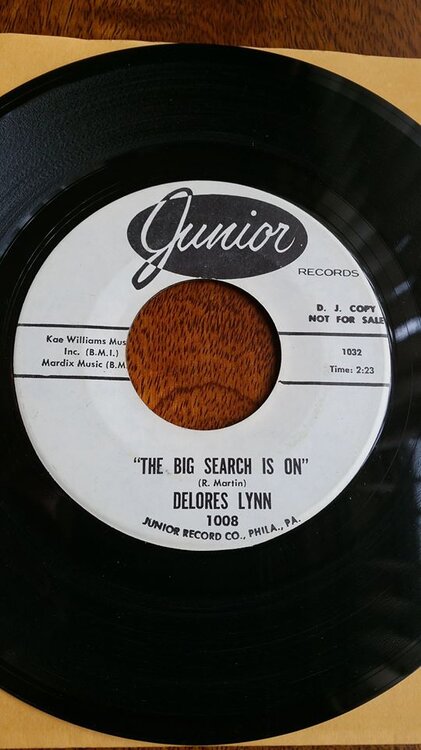 Junior
RECORDS
D. J. COPY
NOT FOR SALE
Kae Williams Mus
Inc. (B.M.I.)
Mardix Music (B.M
1032
Time: 2:23
"THE BIG SEARCH IS ON"
(R. Martin)
DELORES LYNN
1008
JUNIOR RECORD CO., PHILA., PA.